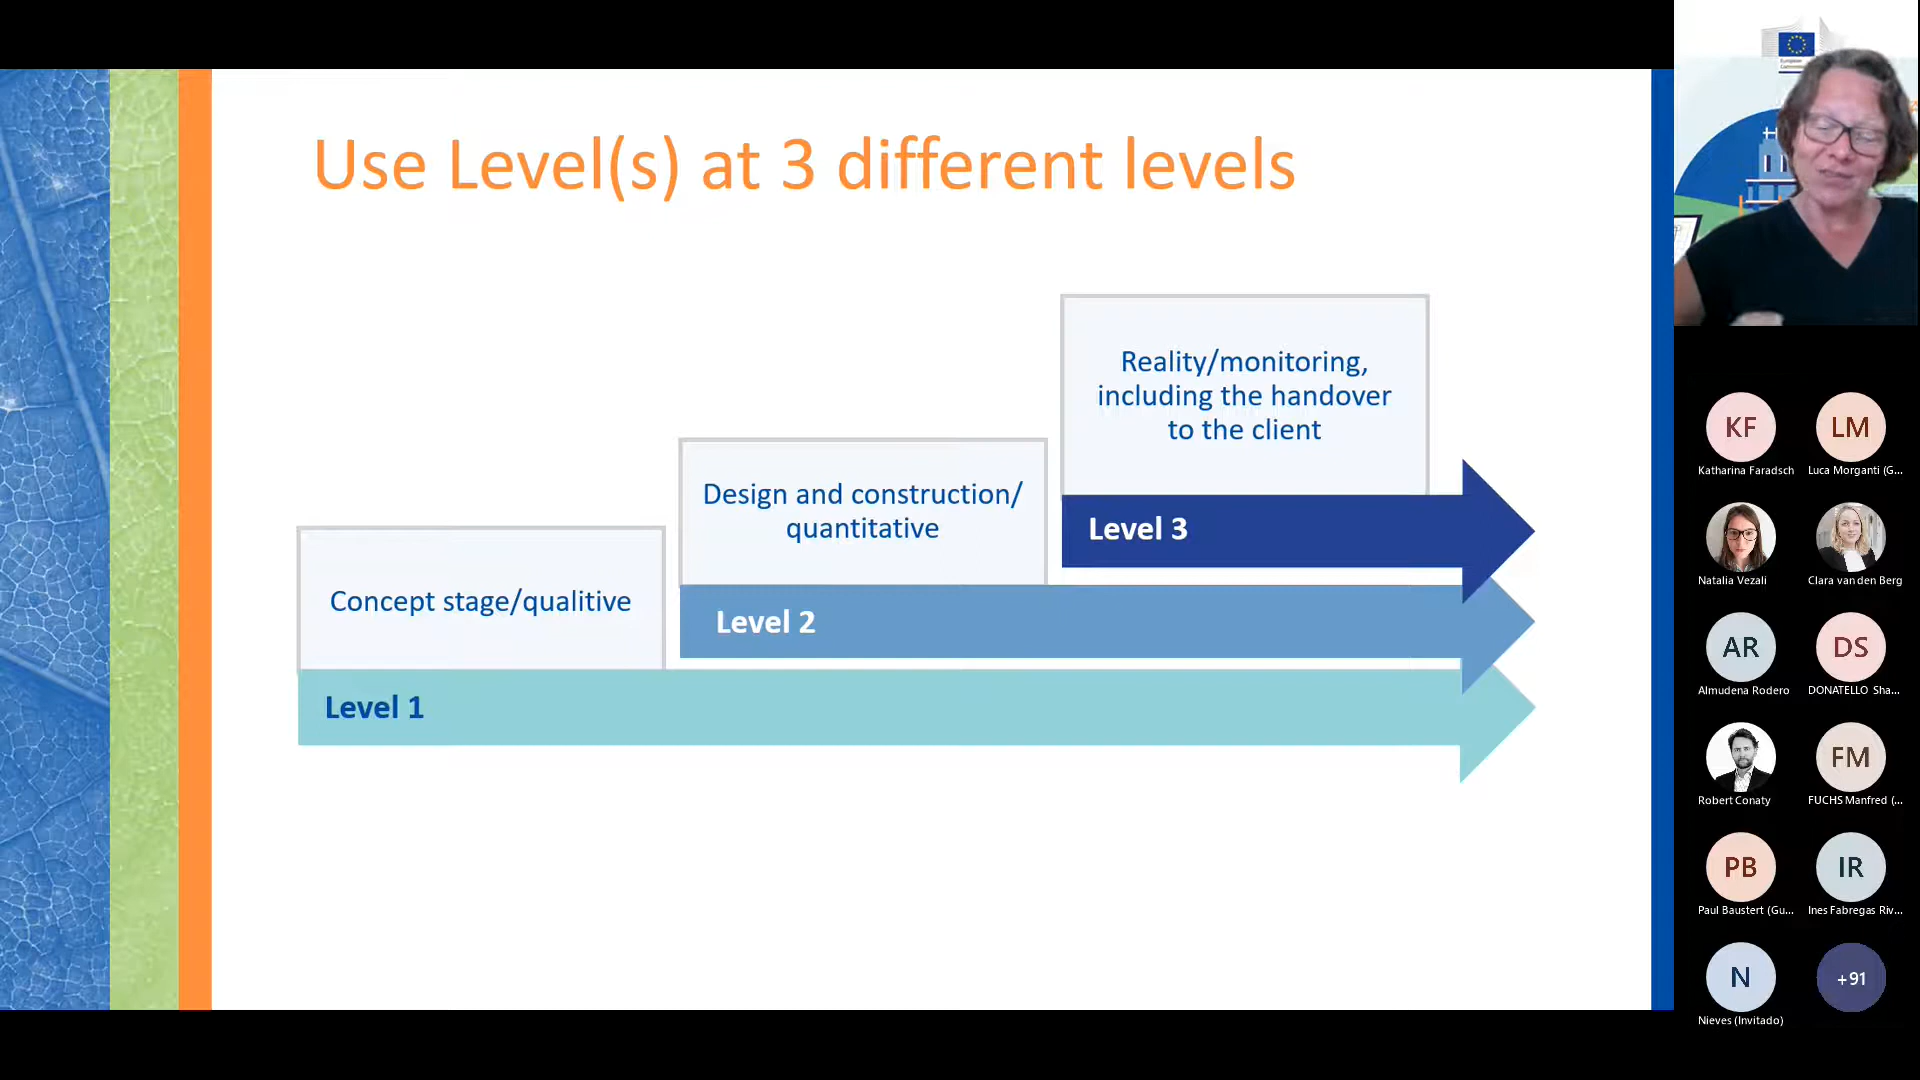 Use Level(s) at 3 different levels
Reality/monitoring,
including the handover
to the client
Design and construction/
quantitative
Level 3
Concept stage/qualitive
Level 2
Level 1
European
Commission
KF
LM
Katharina Faradsch
Luca Morganti (G...
Natalia Vezali
Clara van den Berg
AR
DS
Almudena Rodero
DONATELLO Sha...
FM
Robert Conaty
FUCHS Manfred (...
PB
IR
Paul Baustert (Gu...
Ines Fabregas Riv...
N
+91
Nieves (Invitado)